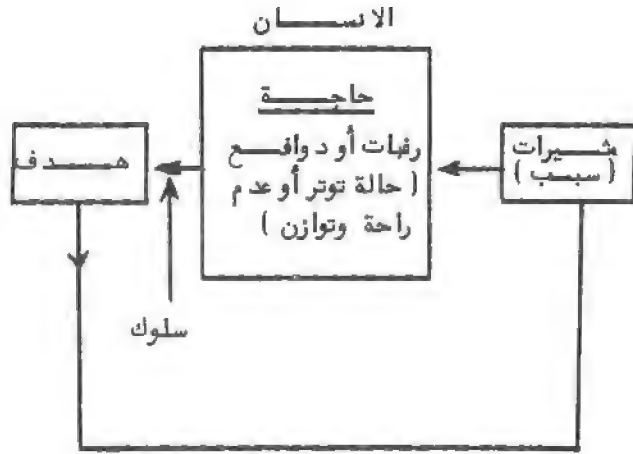 الانسان
حاجة
رغبات أو دوافع
( حالة توتر أو عدم
راحة وتوازن )
مثيرات
( سبب )
هدف
سلوك